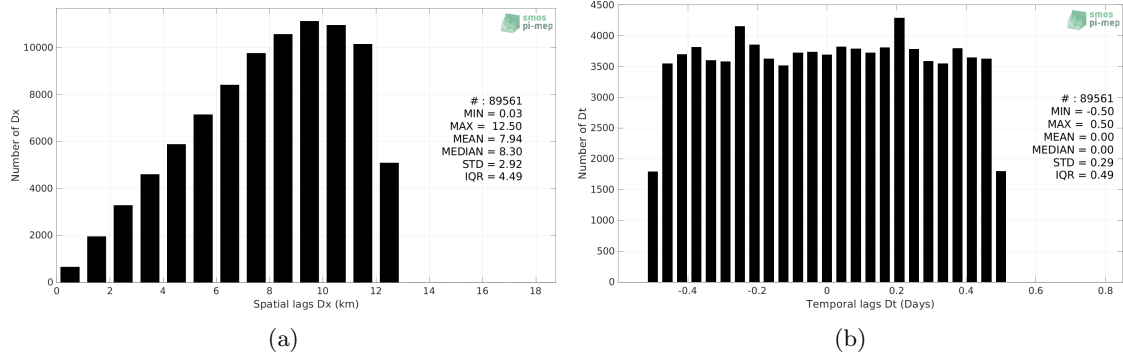 smos
pi-mep
10000
8000
6000
4000
2000
0
Number of Dx
# : 89561
MIN = 0.03
MAX = 12.50
MEAN = 7.94
MEDIAN = 8.30
STD = 2.92
IQR = 4.49
0 2 4 6 8 10 12 14 16 18
Spatial lags Dx (km)
(a)
smos
pi-mep
4500
4000
3500
3000
2500
2000
1500
1000
500
0
Number of Dt
# : 89561
MIN = -0.50
MAX = 0.50
MEAN = 0.00
MEDIAN = 0.00
STD = 0.29
IQR = 0.49
-0.4 -0.2 0 0.2 0.4 0.6 0.8
Temporal lags Dt (Days)
(b)